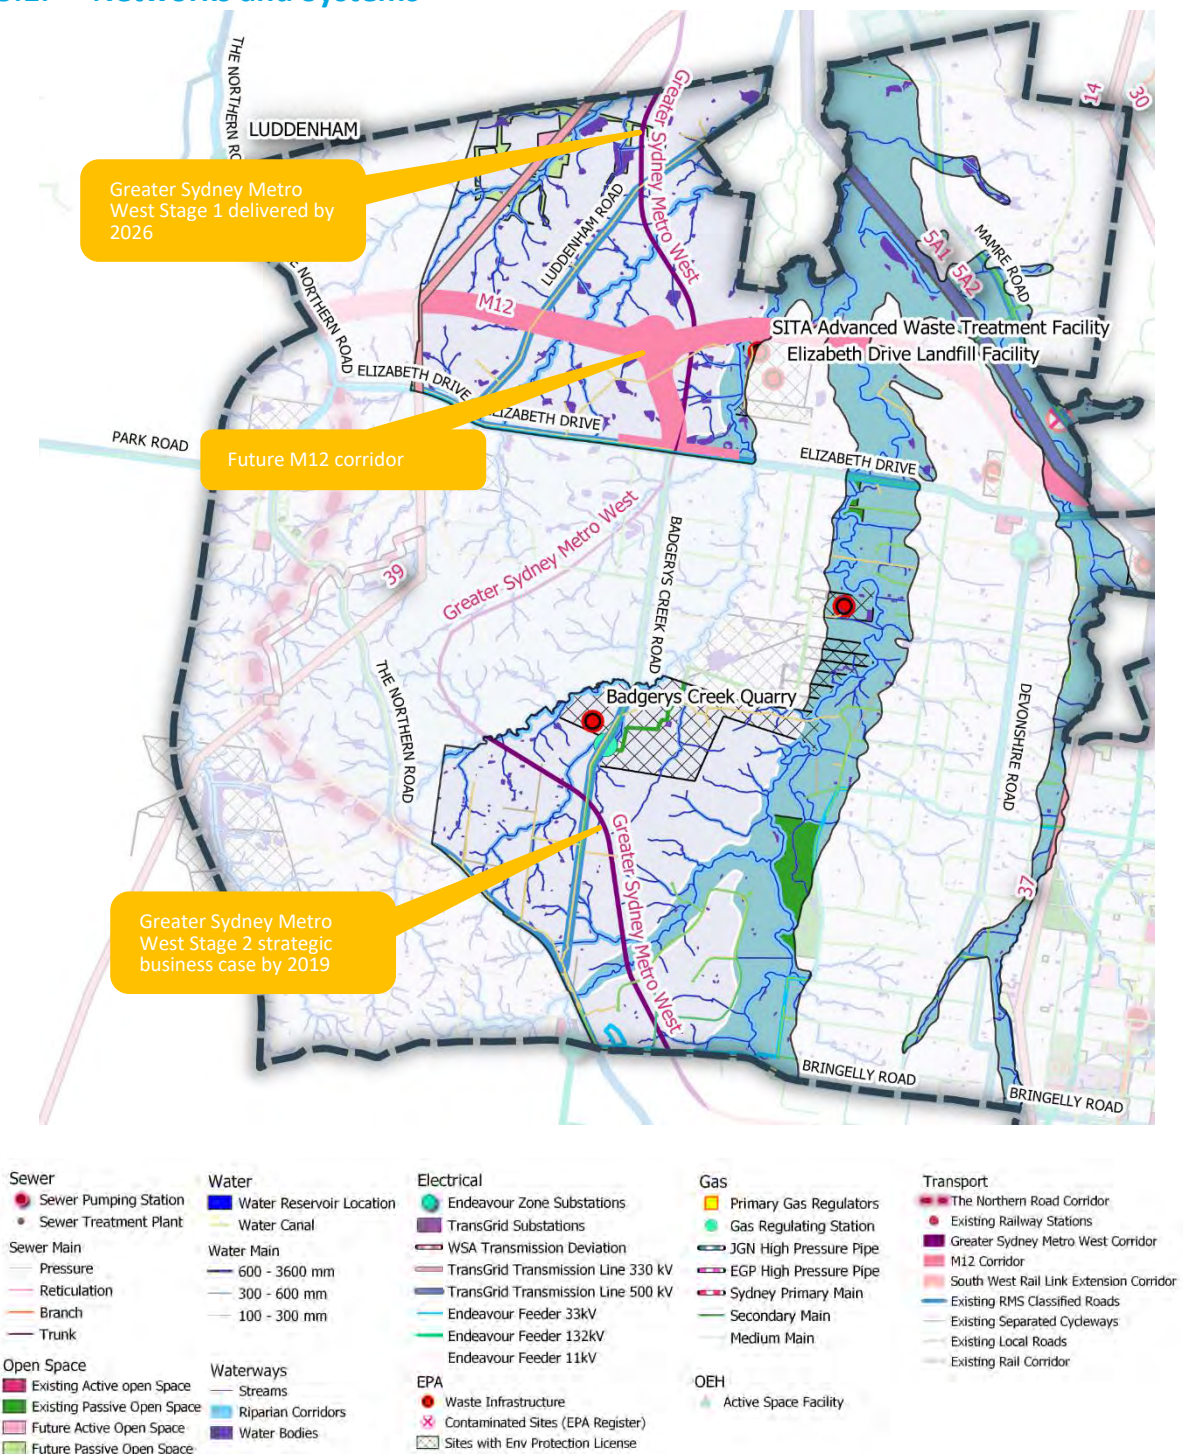 Networks and Systems
THE NORTHERN RO
LUDDENHAM
Greater Sydney Metro West
14
30
Greater Sydney Metro
West Stage 1 delivered by
2026
LUDDENHAM ROAD
5A1
5A2
MAMRE ROAD
E NORTHERN ROAD
M12
SITA Advanced Waste Treatment Facility
Elizabeth Drive Landfill Facility
ELIZABETH DRIVE
LIZABETH DRIVE
PARK ROAD
Future M12 corridor
ELIZABETH DRIVE
Greater Sydney Metro West
BADGERYS CREEK ROAD
39
THE NORTHERN ROAD
Badgerys Creek Quarry
DEVONSHIRE ROAD
Greater Sydney Metro West
37
Greater Sydney Metro
West Stage 2 strategic
business case by 2019
BRINGELLY ROAD
BRINGELLY ROAD
Sewer
Sewer Pumping Station
Sewer Treatment Plant
Sewer Main
Pressure
Reticulation
Branch
Trunk
Open Space
Existing Active open Space
Existing Passive Open Space
Future Active Open Space
Future Passive Open Space
Water
Water Reservoir Location
Water Canal
Water Main
600 - 3600 mm
300 - 600 mm
100 - 300 mm
Waterways
Streams
Riparian Corridors
Water Bodies
Electrical
Endeavour Zone Substations
TransGrid Substations
WSA Transmission Deviation
TransGrid Transmission Line 330 kV
TransGrid Transmission Line 500 kV
Endeavour Feeder 33kV
Endeavour Feeder 132kV
Endeavour Feeder 11kV
EPA
Waste Infrastructure
Contaminated Sites (EPA Register)
Sites with Env Protection License
Gas
Primary Gas Regulators
Gas Regulating Station
JGN High Pressure Pipe
EGP High Pressure Pipe
Sydney Primary Main
Secondary Main
Medium Main
OEH
Active Space Facility
Transport
The Northern Road Corridor
Existing Railway Stations
Greater Sydney Metro West Corridor
M12 Corridor
South West Rail Link Extension Corridor
Existing RMS Classified Roads
Existing Separated Cycleways
Existing Local Roads
Existing Rail Corridor